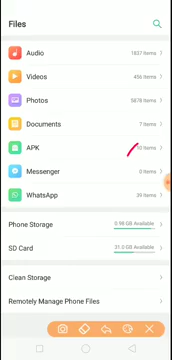 Files
Audio 1837 Items
Videos 456 Items
Photos 5878 Items
Documents 7 Items
APK 13 Items
Messenger 0 Items
WhatsApp 39 Items
Phone Storage 0.98 GB Available
SD Card 31.0 GB Available
Clean Storage
Remotely Manage Phone Files